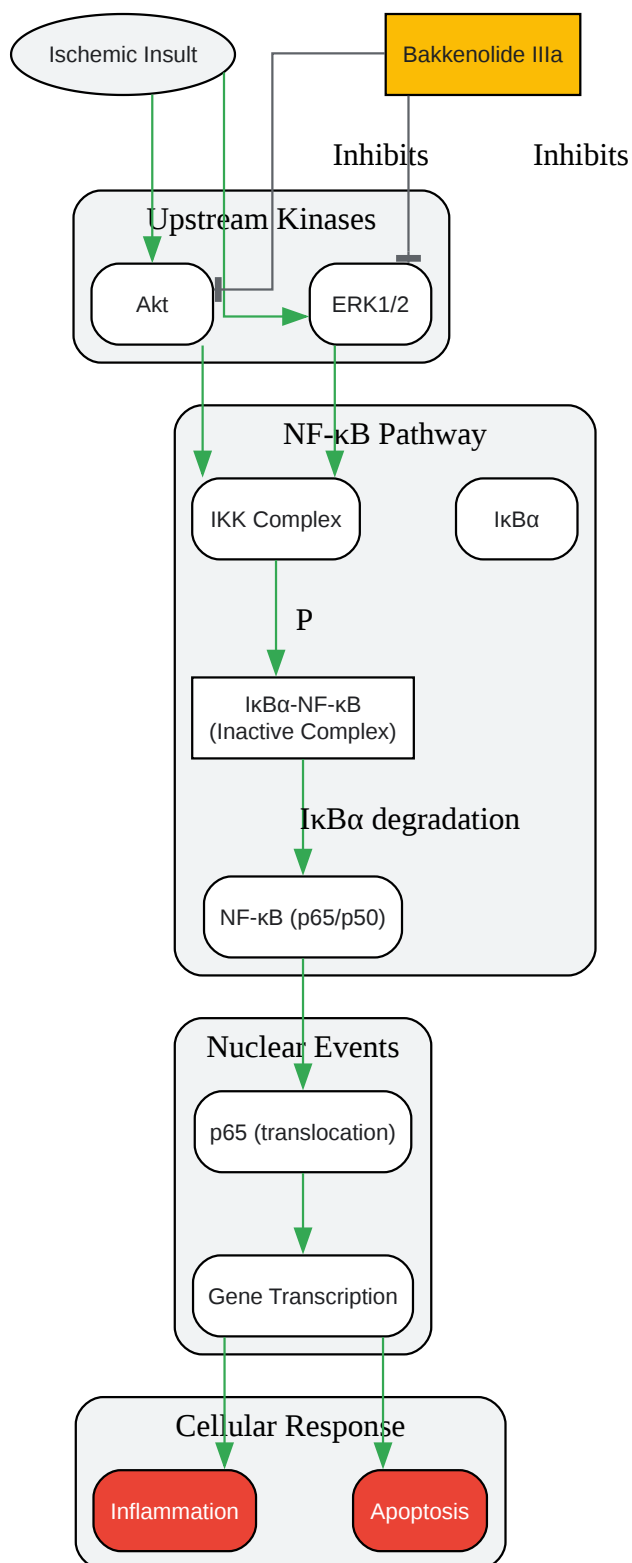 Ischemic Insult
Bakkenolide IIIa
Inhibits
Inhibits
Upstream Kinases
Akt
ERK1/2
NF-κB Pathway
IKK Complex
IκBα
P
IκBα-NF-κB
(Inactive Complex)
IκBα degradation
NF-κB (p65/p50)
Nuclear Events
p65 (translocation)
Gene Transcription
Cellular Response
Inflammation
Apoptosis